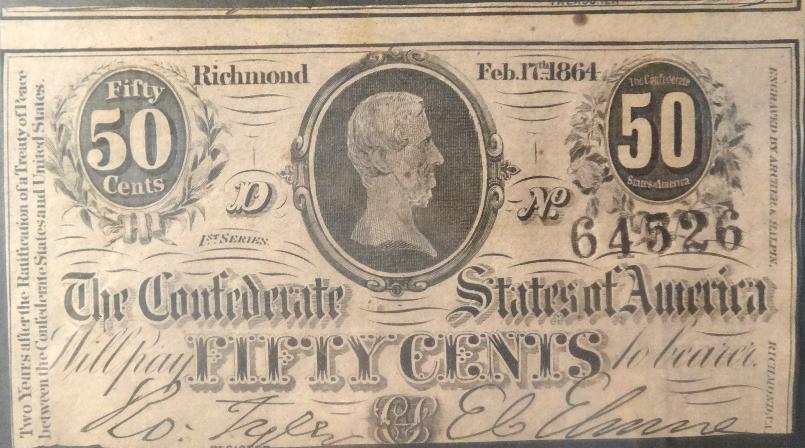 Fifty
50
Cents
Richmond
Feb. 17th 1864
The Confederate
50
States of America
D
1ST SERIES.
No
64526
The Confederate States of America
Will pay FIFTY CENTS to bearer.
Ro: Tyler
Two Years after the Ratification of a Treaty of Peace
between the Confederate States and United States.
ENGRAVED BY ARCHER & HALPIN,
RICHMOND, VA.